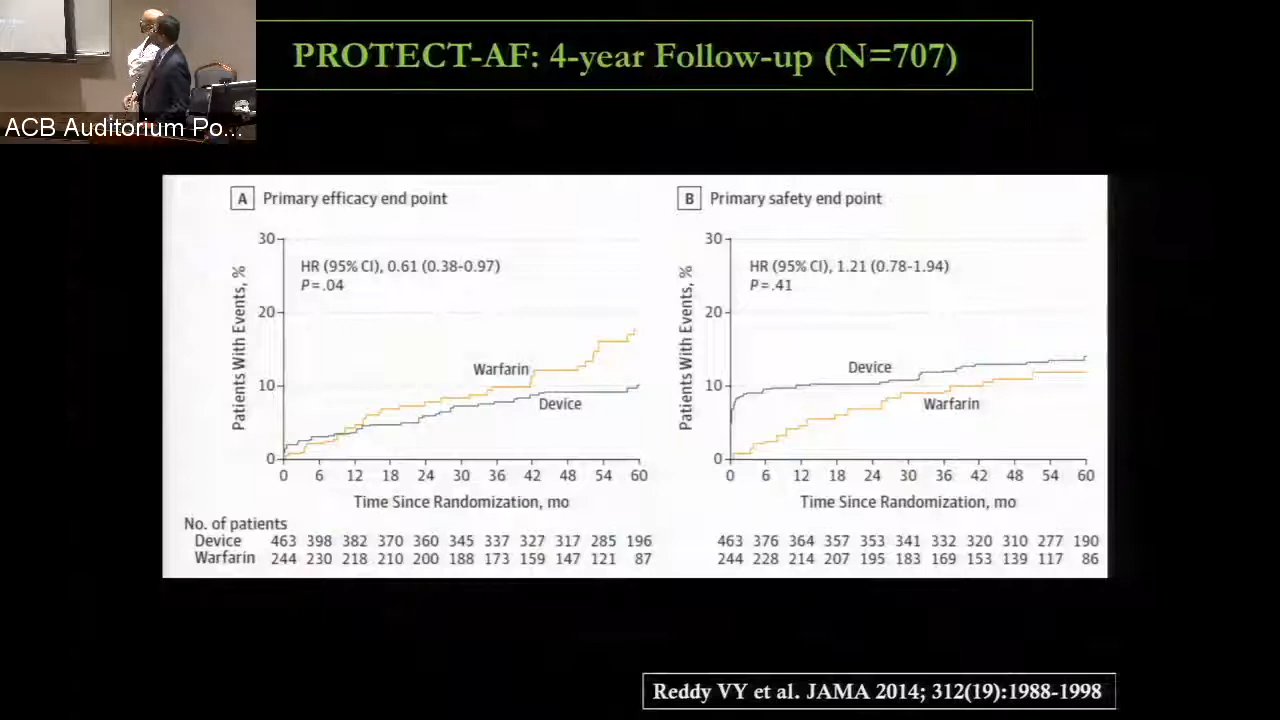 PROTECT-AF: 4-year Follow-up (N=707)
ACB Auditorium Po...
A Primary efficacy end point
30
20
10
0
Patients With Events, %
HR (95% CI), 0.61 (0.38-0.97)
P=.04
Warfarin
Device
0 6 12 18 24 30 36 42 48 54 60
Time Since Randomization, mo
B Primary safety end point
30
20
10
0
Patients With Events, %
HR (95% CI), 1.21 (0.78-1.94)
P=.41
Device
Warfarin
0 6 12 18 24 30 36 42 48 54 60
Time Since Randomization, mo
No. of patients
Device 463 398 382 370 360 345 337 327 317 285 196
Warfarin 244 230 218 210 200 188 173 159 147 121 87
463 376 364 357 353 341 332 320 310 277 190
244 228 214 207 195 183 169 153 139 117 86
Reddy VY et al. JAMA 2014; 312(19):1988-1998